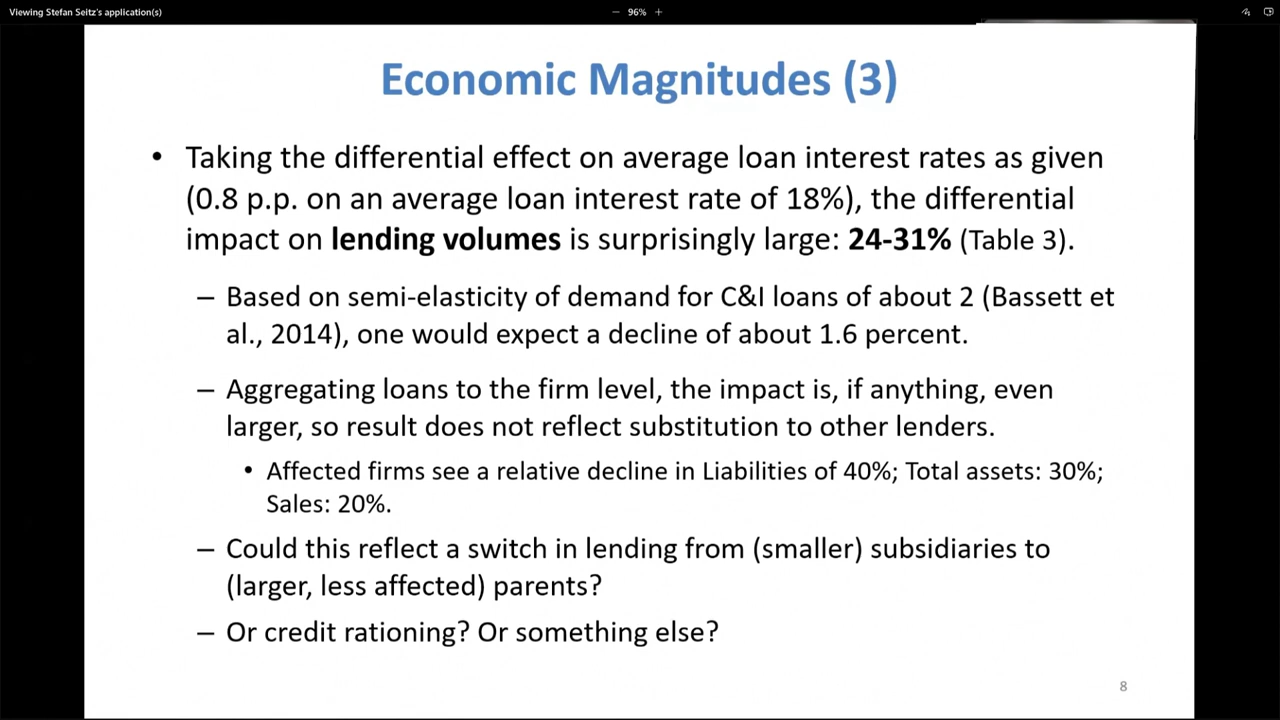 Viewing Stefan Seitz's application(s)
− 96% +
Economic Magnitudes (3)
• Taking the differential effect on average loan interest rates as given
(0.8 p.p. on an average loan interest rate of 18%), the differential
impact on lending volumes is surprisingly large: 24-31% (Table 3).
– Based on semi-elasticity of demand for C&I loans of about 2 (Bassett et
al., 2014), one would expect a decline of about 1.6 percent.
– Aggregating loans to the firm level, the impact is, if anything, even
larger, so result does not reflect substitution to other lenders.
• Affected firms see a relative decline in Liabilities of 40%; Total assets: 30%;
Sales: 20%.
– Could this reflect a switch in lending from (smaller) subsidiaries to
(larger, less affected) parents?
– Or credit rationing? Or something else?
8